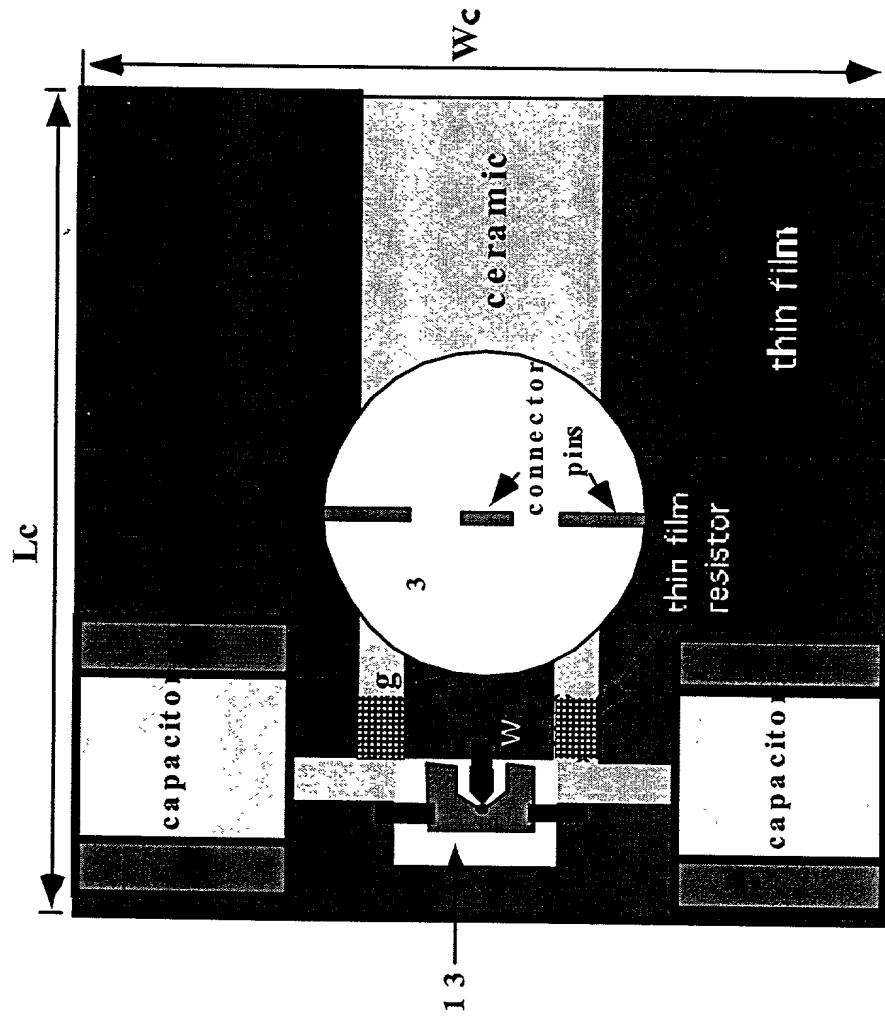 Lc
Wc
ceramic
connector
pins
3
g
W
thin film
resistor
thin film
capacitor
capacitor
13